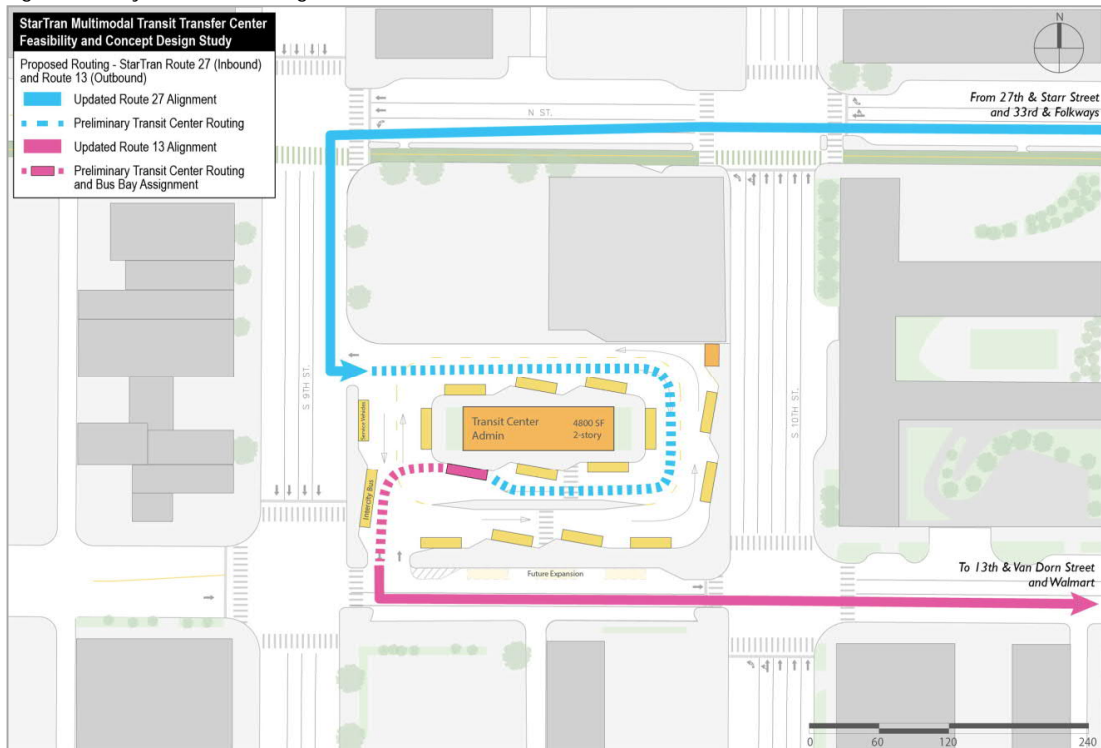 StarTran Multimodal Transit Transfer Center
Feasibility and Concept Design Study
Proposed Routing - StarTran Route 27 (Inbound)
and Route 13 (Outbound)
Updated Route 27 Alignment
Preliminary Transit Center Routing
Updated Route 13 Alignment
Preliminary Transit Center Routing
and Bus Bay Assignment
N
From 27th & Starr Street
and 33rd & Folkways
N ST.
S 9TH ST.
S 10TH ST.
Service Vehicles
Transit Center
Admin
4800 SF
2-story
Intercity Bus
Future Expansion
To 13th & Van Dorn Street
and Walmart
0 60 120 240